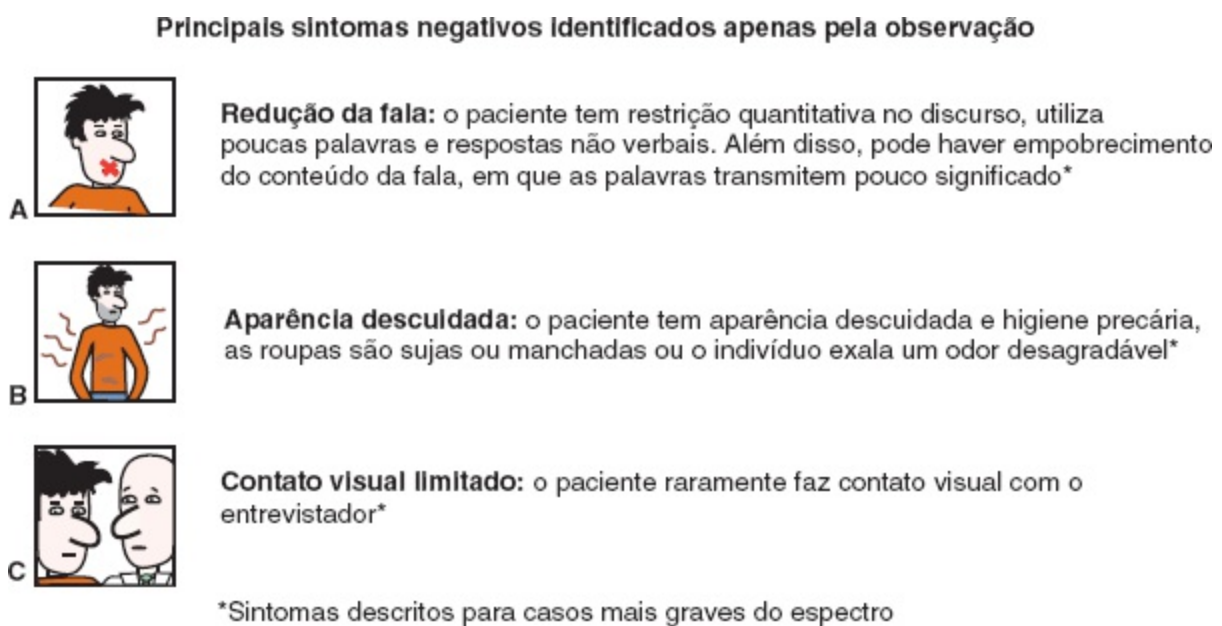 Principais sintomas negativos identificados apenas pela observação
Redução da fala: o paciente tem restrição quantitativa no discurso, utiliza
poucas palavras e respostas não verbais. Além disso, pode haver empobrecimento
do conteúdo da fala, em que as palavras transmitem pouco significado*
A
Aparência descuidada: o paciente tem aparência descuidada e higiene precária,
as roupas são sujas ou manchadas ou o indivíduo exala um odor desagradável*
B
Contato visual limitado: o paciente raramente faz contato visual com o
entrevistador*
C
*Sintomas descritos para casos mais graves do espectro